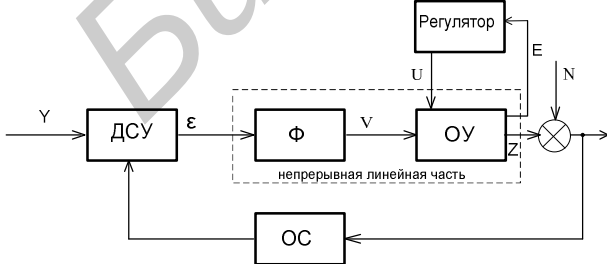 Регулятор
E
U
N
Y
ДСУ
ε
Ф
V
ОУ
Z
непрерывная линейная часть
ОС